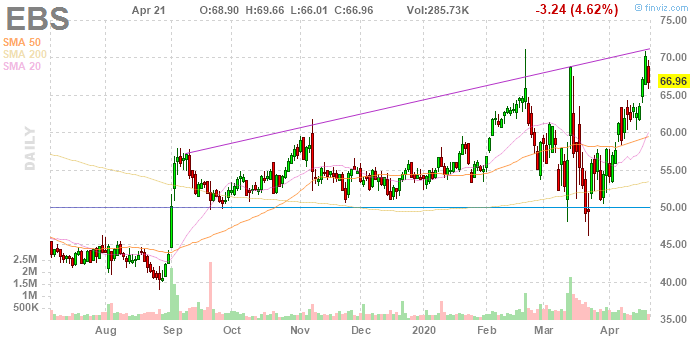 EBS
Apr 21 O:68.90 H:69.66 L:66.01 C:66.96 Vol:285.73K -3.24 (4.62%)
© finviz.com
SMA 50
SMA 200
SMA 20
DAILY
75.00
70.00
66.96
65.00
60.00
55.00
50.00
45.00
40.00
35.00
2.5M
2M
1.5M
1M
500K
Aug Sep Oct Nov Dec 2020 Feb Mar Apr